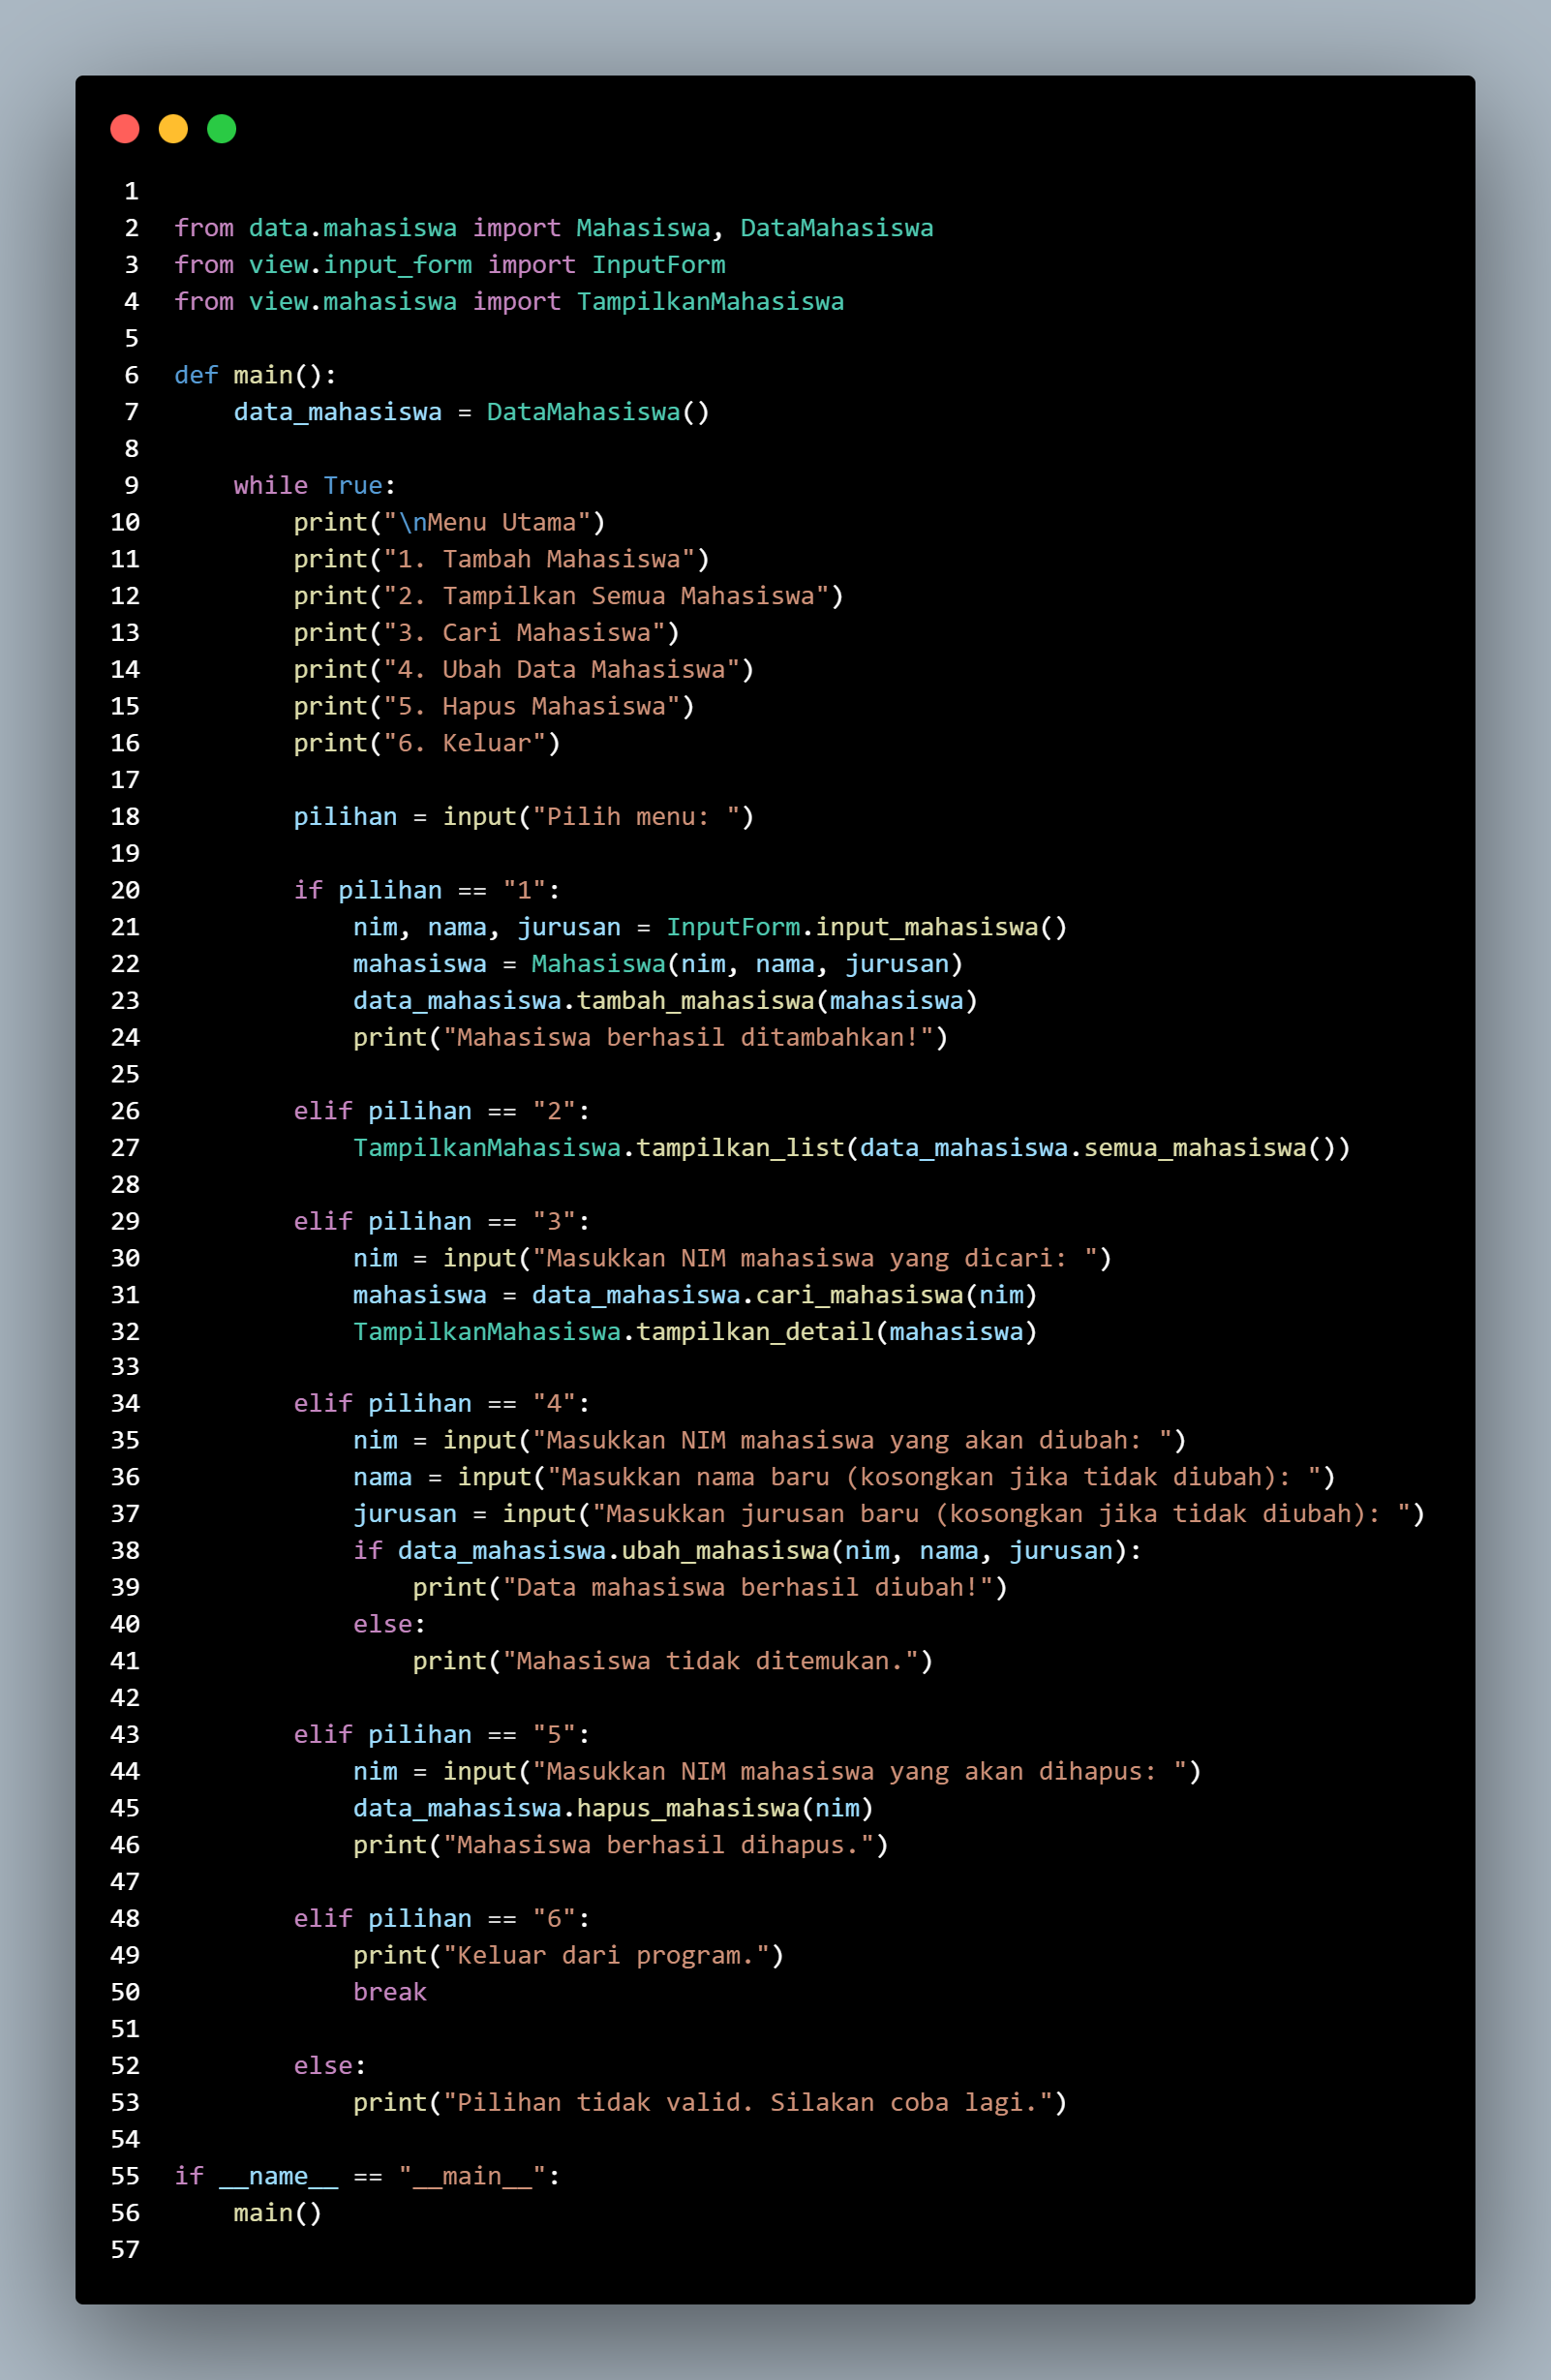 1
2 from data.mahasiswa import Mahasiswa, DataMahasiswa
3 from view.input_form import InputForm
4 from view.mahasiswa import TampilkanMahasiswa
5
6 def main():
7     data_mahasiswa = DataMahasiswa()
8
9     while True:
10         print("\nMenu Utama")
11         print("1. Tambah Mahasiswa")
12         print("2. Tampilkan Semua Mahasiswa")
13         print("3. Cari Mahasiswa")
14         print("4. Ubah Data Mahasiswa")
15         print("5. Hapus Mahasiswa")
16         print("6. Keluar")
17
18         pilihan = input("Pilih menu: ")
19
20         if pilihan == "1":
21             nim, nama, jurusan = InputForm.input_mahasiswa()
22             mahasiswa = Mahasiswa(nim, nama, jurusan)
23             data_mahasiswa.tambah_mahasiswa(mahasiswa)
24             print("Mahasiswa berhasil ditambahkan!")
25
26         elif pilihan == "2":
27             TampilkanMahasiswa.tampilkan_list(data_mahasiswa.semua_mahasiswa())
28
29         elif pilihan == "3":
30             nim = input("Masukkan NIM mahasiswa yang dicari: ")
31             mahasiswa = data_mahasiswa.cari_mahasiswa(nim)
32             TampilkanMahasiswa.tampilkan_detail(mahasiswa)
33
34         elif pilihan == "4":
35             nim = input("Masukkan NIM mahasiswa yang akan diubah: ")
36             nama = input("Masukkan nama baru (kosongkan jika tidak diubah): ")
37             jurusan = input("Masukkan jurusan baru (kosongkan jika tidak diubah): ")
38             if data_mahasiswa.ubah_mahasiswa(nim, nama, jurusan):
39                 print("Data mahasiswa berhasil diubah!")
40             else:
41                 print("Mahasiswa tidak ditemukan.")
42
43         elif pilihan == "5":
44             nim = input("Masukkan NIM mahasiswa yang akan dihapus: ")
45             data_mahasiswa.hapus_mahasiswa(nim)
46             print("Mahasiswa berhasil dihapus.")
47
48         elif pilihan == "6":
49             print("Keluar dari program.")
50             break
51
52         else:
53             print("Pilihan tidak valid. Silakan coba lagi.")
54
55 if __name__ == "__main__":
56     main()
57